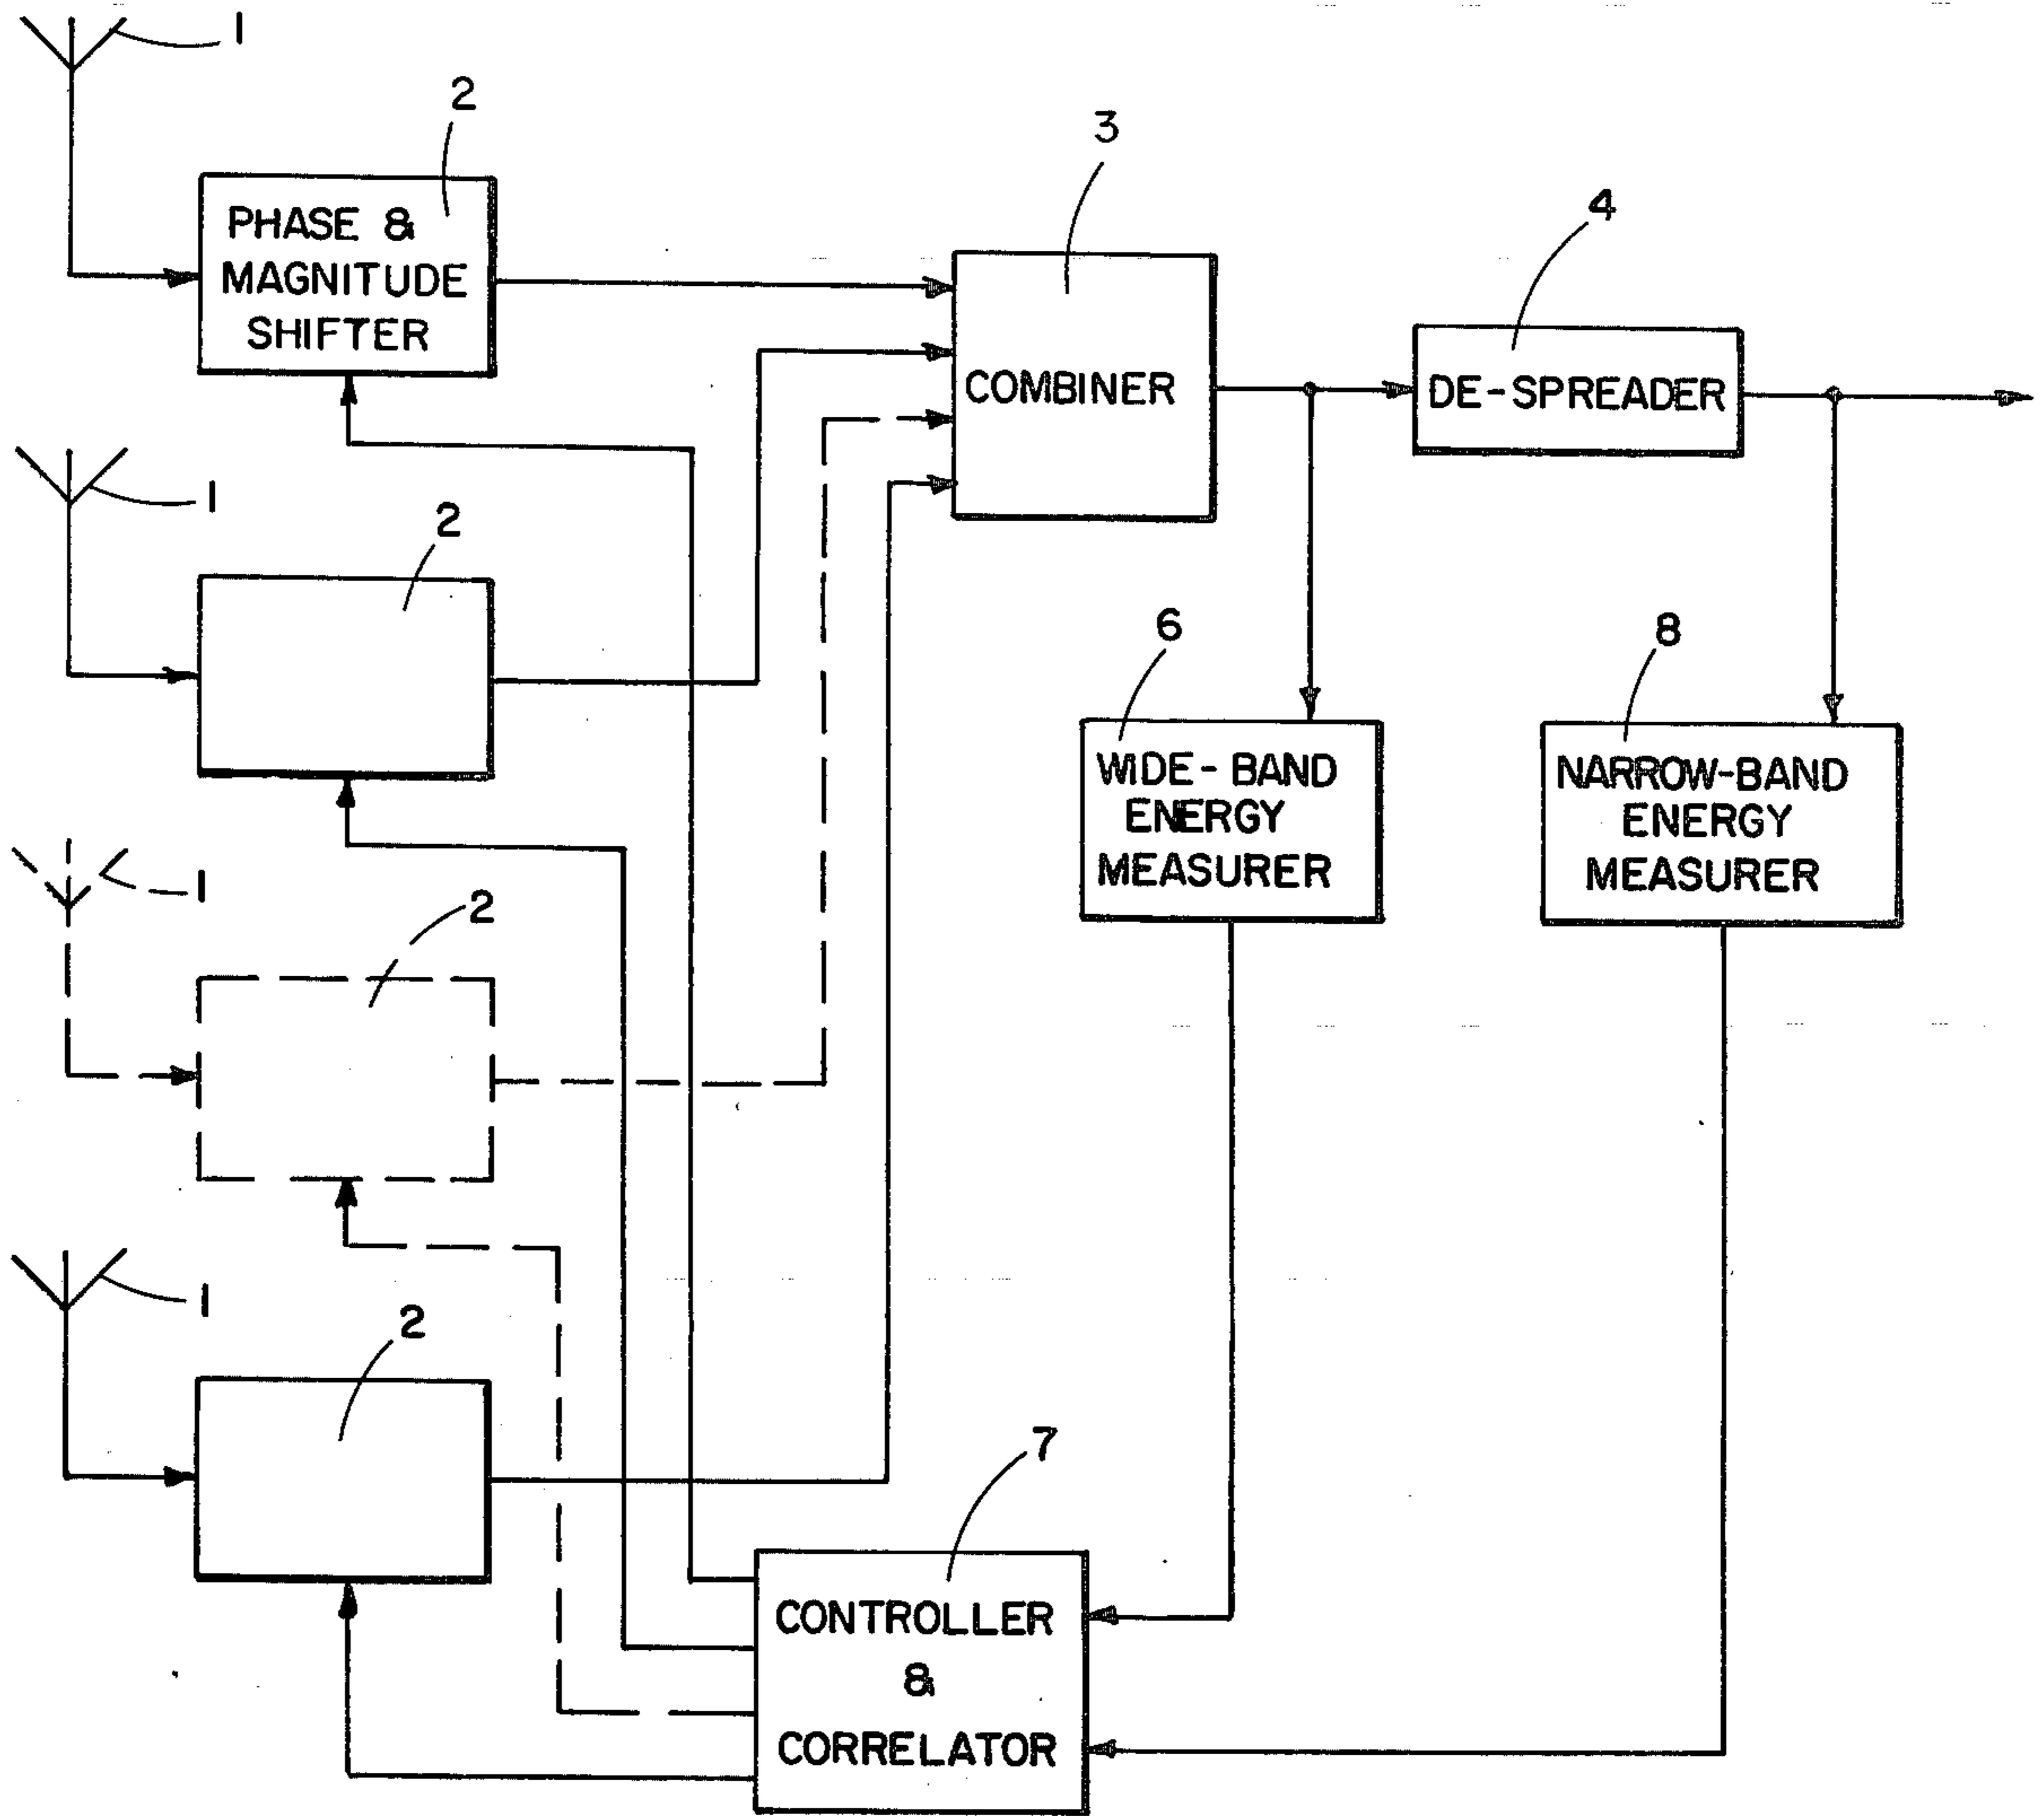 1
2
PHASE &
MAGNITUDE
SHIFTER
3
COMBINER
4
DE-SPREADER
1
2
6
WIDE-BAND
ENERGY
MEASURER
8
NARROW-BAND
ENERGY
MEASURER
1
2
1
2
7
CONTROLLER
&
CORRELATOR